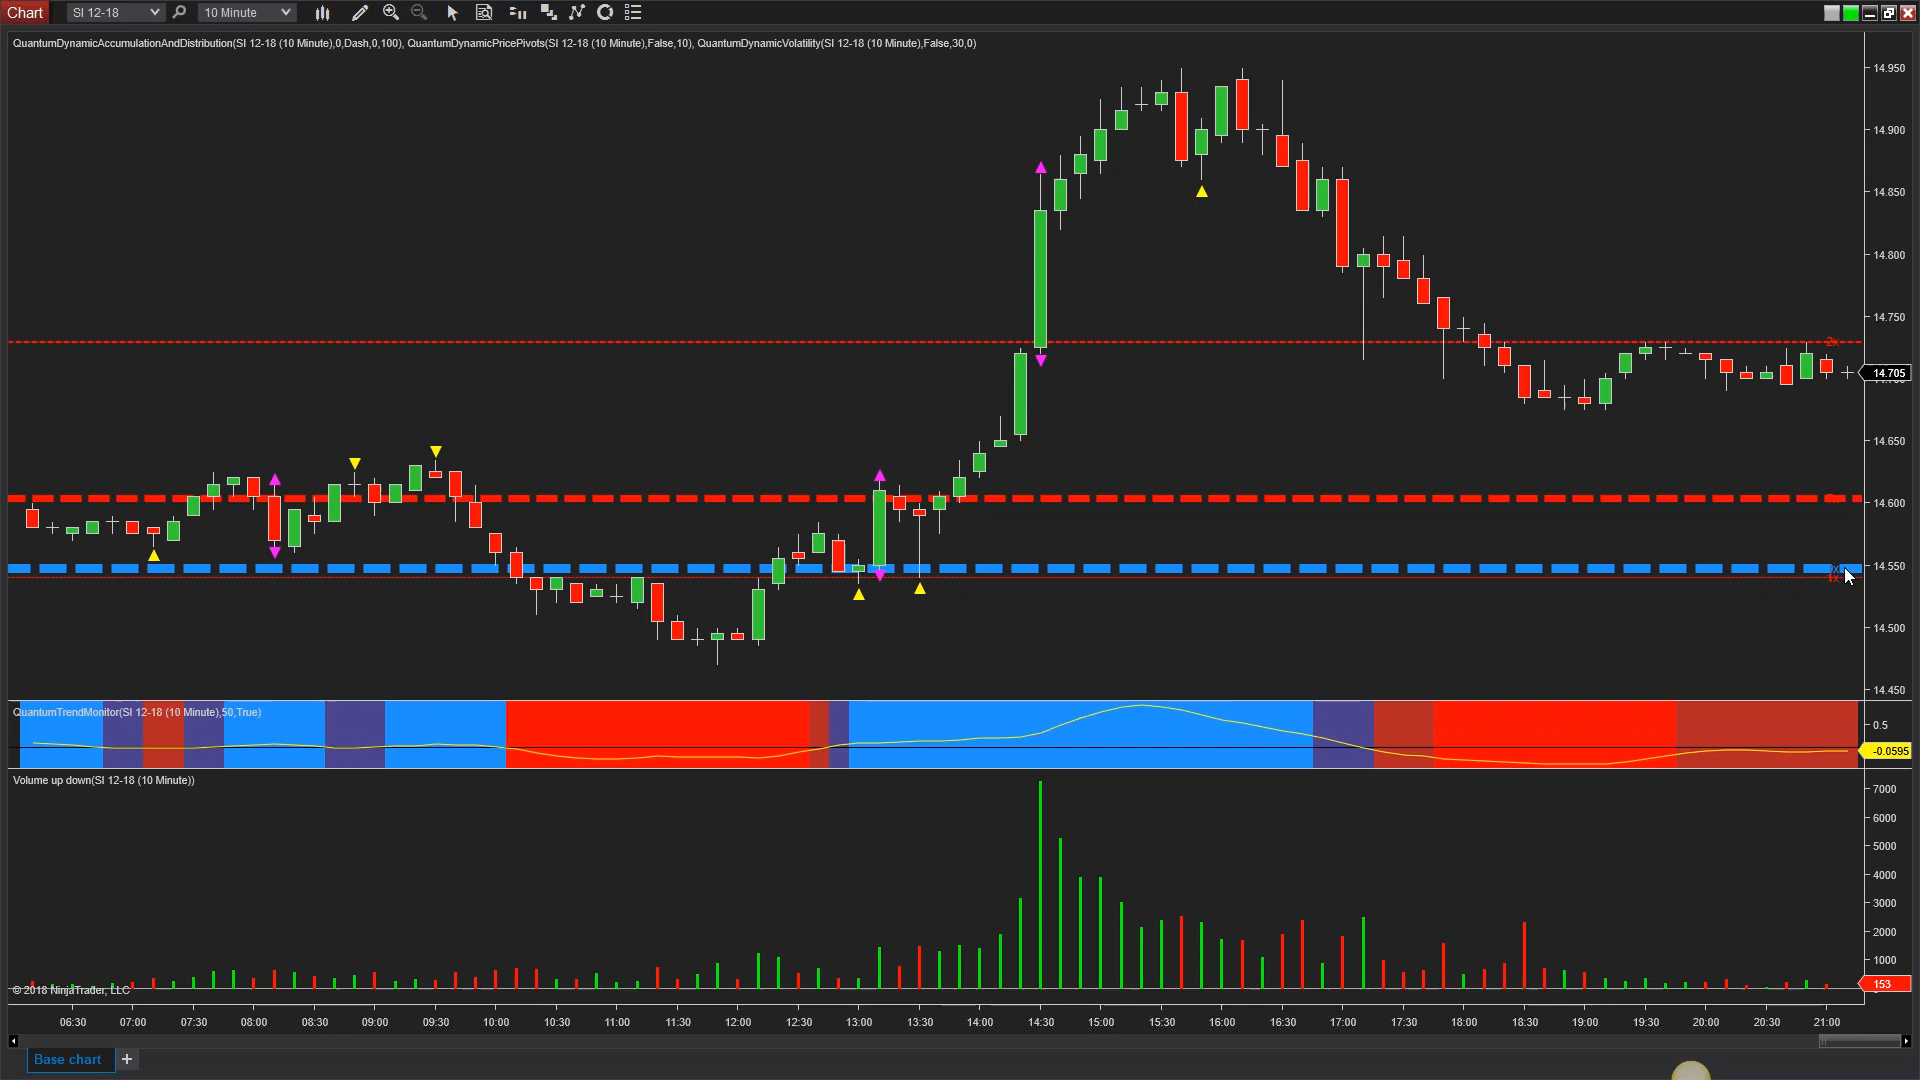 Chart SI 12-18 10 Minute
QuantumDynamicAccumulationAndDistribution(SI 12-18 (10 Minute),0,Dash,0,100), QuantumDynamicPricePivots(SI 12-18 (10 Minute),False,10), QuantumDynamicVolatility(SI 12-18 (10 Minute),False,30,0)
14.950
14.900
14.850
14.800
14.750
2x
14.705
14.650
14.600
14.550
1x
14.500
14.450
QuantumTrendMonitor(SI 12-18 (10 Minute),50,True)
0.5
-0.0595
Volume up down(SI 12-18 (10 Minute))
7000
6000
5000
4000
3000
2000
1000
153
© 2018 NinjaTrader, LLC
06:30 07:00 07:30 08:00 08:30 09:00 09:30 10:00 10:30 11:00 11:30 12:00 12:30 13:00 13:30 14:00 14:30 15:00 15:30 16:00 16:30 17:00 17:30 18:00 18:30 19:00 19:30 20:00 20:30 21:00
Base chart +